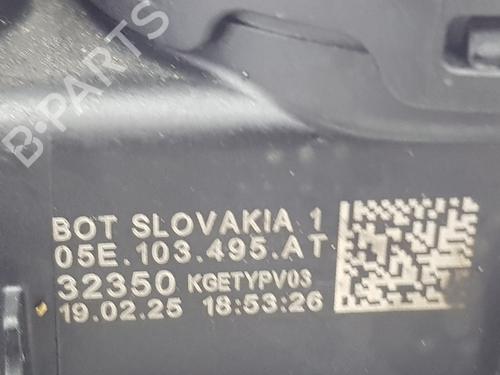 B-PARTS
BOT SLOVAKIA 1
05E.103.495.AT
32350 KGETYPV03
19.02.25 18:53:26